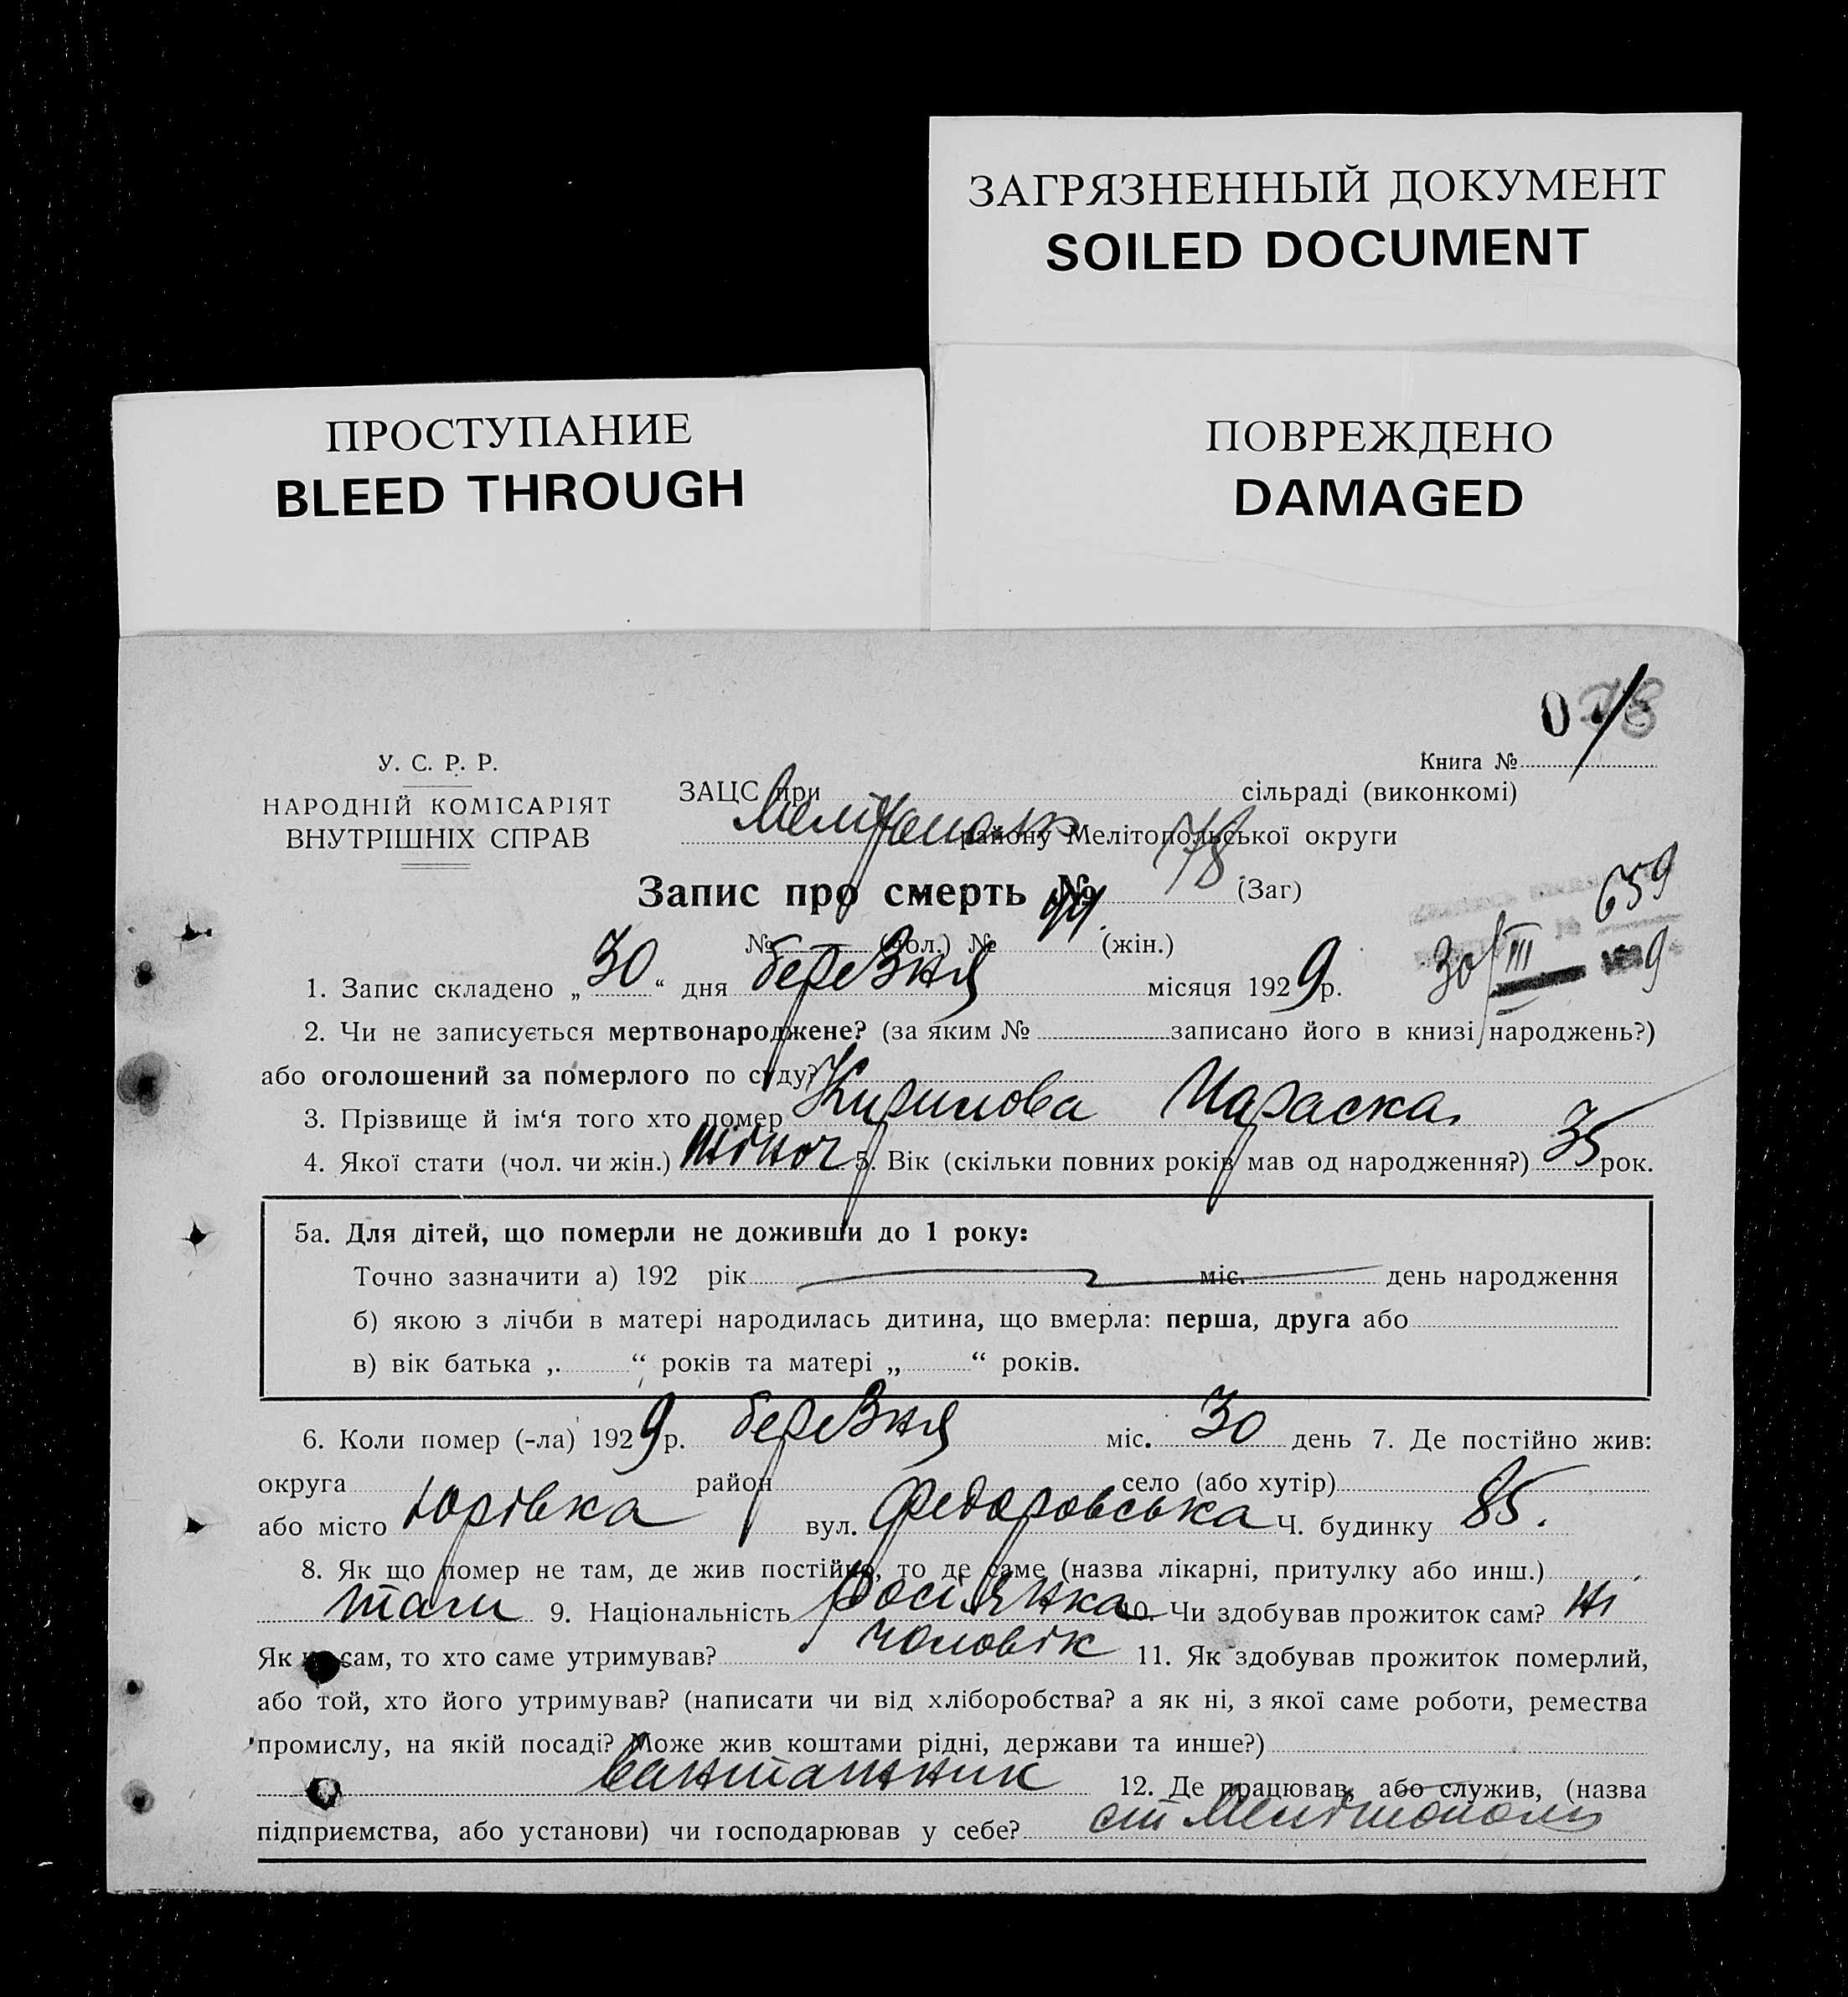 ЗАГРЯЗНЕННЫЙ ДОКУМЕНТ
SOILED DOCUMENT
ПРОСТУПАНИЕ
BLEED THROUGH
ПОВРЕЖДЕНО
DAMAGED
У. С. Р. Р.
НАРОДНІЙ КОМІСАРІЯТ
ВНУТРІШНІХ СПРАВ
Книга №
ЗАЦС при сільраді (виконкомі)
Мелітополь району Мелітопольської округи
Запис про смерть № 78 (Заг)
№ (чол.) № 44. (жін.)
659
30/III 1929
1. Запис складено „30“ дня березня місяця 1929р.
2. Чи не записується мертвонароджене? (за яким № записано його в книзі народжень?)
або оголошений за померлого по суду?
3. Прізвище й ім‘я того хто помер Кирилова Параска
4. Якої стати (чол. чи жін.) жіноч 5. Вік (скільки повних років мав од народження?) 35 рок.
5а. Для дітей, що померли не доживши до 1 року:
Точно зазначити а) 192 рік міс. день народження
б) якою з лічби в матері народилась дитина, що вмерла: перша, друга або
в) вік батька „ “ років та матері „ “ років.
6. Коли помер (-ла) 1929р. березня міс. 30 день 7. Де постійно жив:
округа район село (або хутір)
або місто Юрівка вул. Федоровська Ч. будинку 85.
8. Як що помер не там, де жив постійно, то де саме (назва лікарні, притулку або инш.)
там 9. Національність росіянка 10. Чи здобував прожиток сам? ні
Як не сам, то хто саме утримував? чоловік 11. Як здобував прожиток померлий,
або той, хто його утримував? (написати чи від хліборобства? а як ні, з якої саме роботи, ремества
промислу, на якій посаді? Може жив коштами рідні, держави та инше?)
вантажник 12. Де працював, або служив, (назва
підприємства, або установи) чи господарював у себе? ст Мелітополь